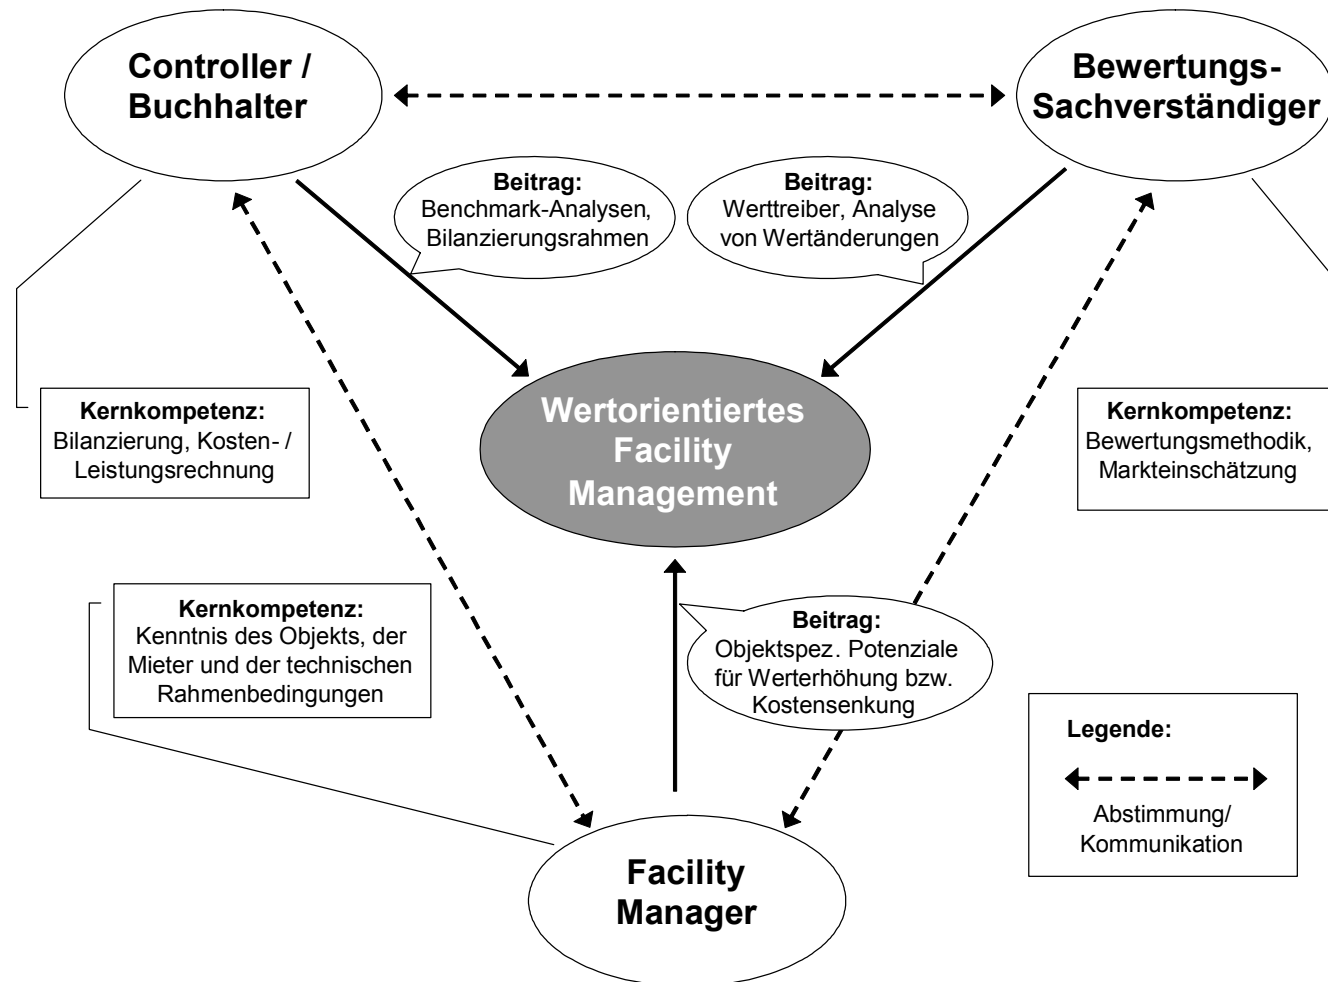 Controller /
Buchhalter
Bewertungs-
Sachverständiger
Beitrag:
Benchmark-Analysen,
Bilanzierungsrahmen
Beitrag:
Werttreiber, Analyse
von Wertänderungen
Wertorientiertes
Facility
Management
Kernkompetenz:
Bilanzierung, Kosten- /
Leistungsrechnung
Kernkompetenz:
Bewertungsmethodik,
Markteinschätzung
Kernkompetenz:
Kenntnis des Objekts, der
Mieter und der technischen
Rahmenbedingungen
Beitrag:
Objektspez. Potenziale
für Werterhöhung bzw.
Kostensenkung
Legende:
Abstimmung/
Kommunikation
Facility
Manager